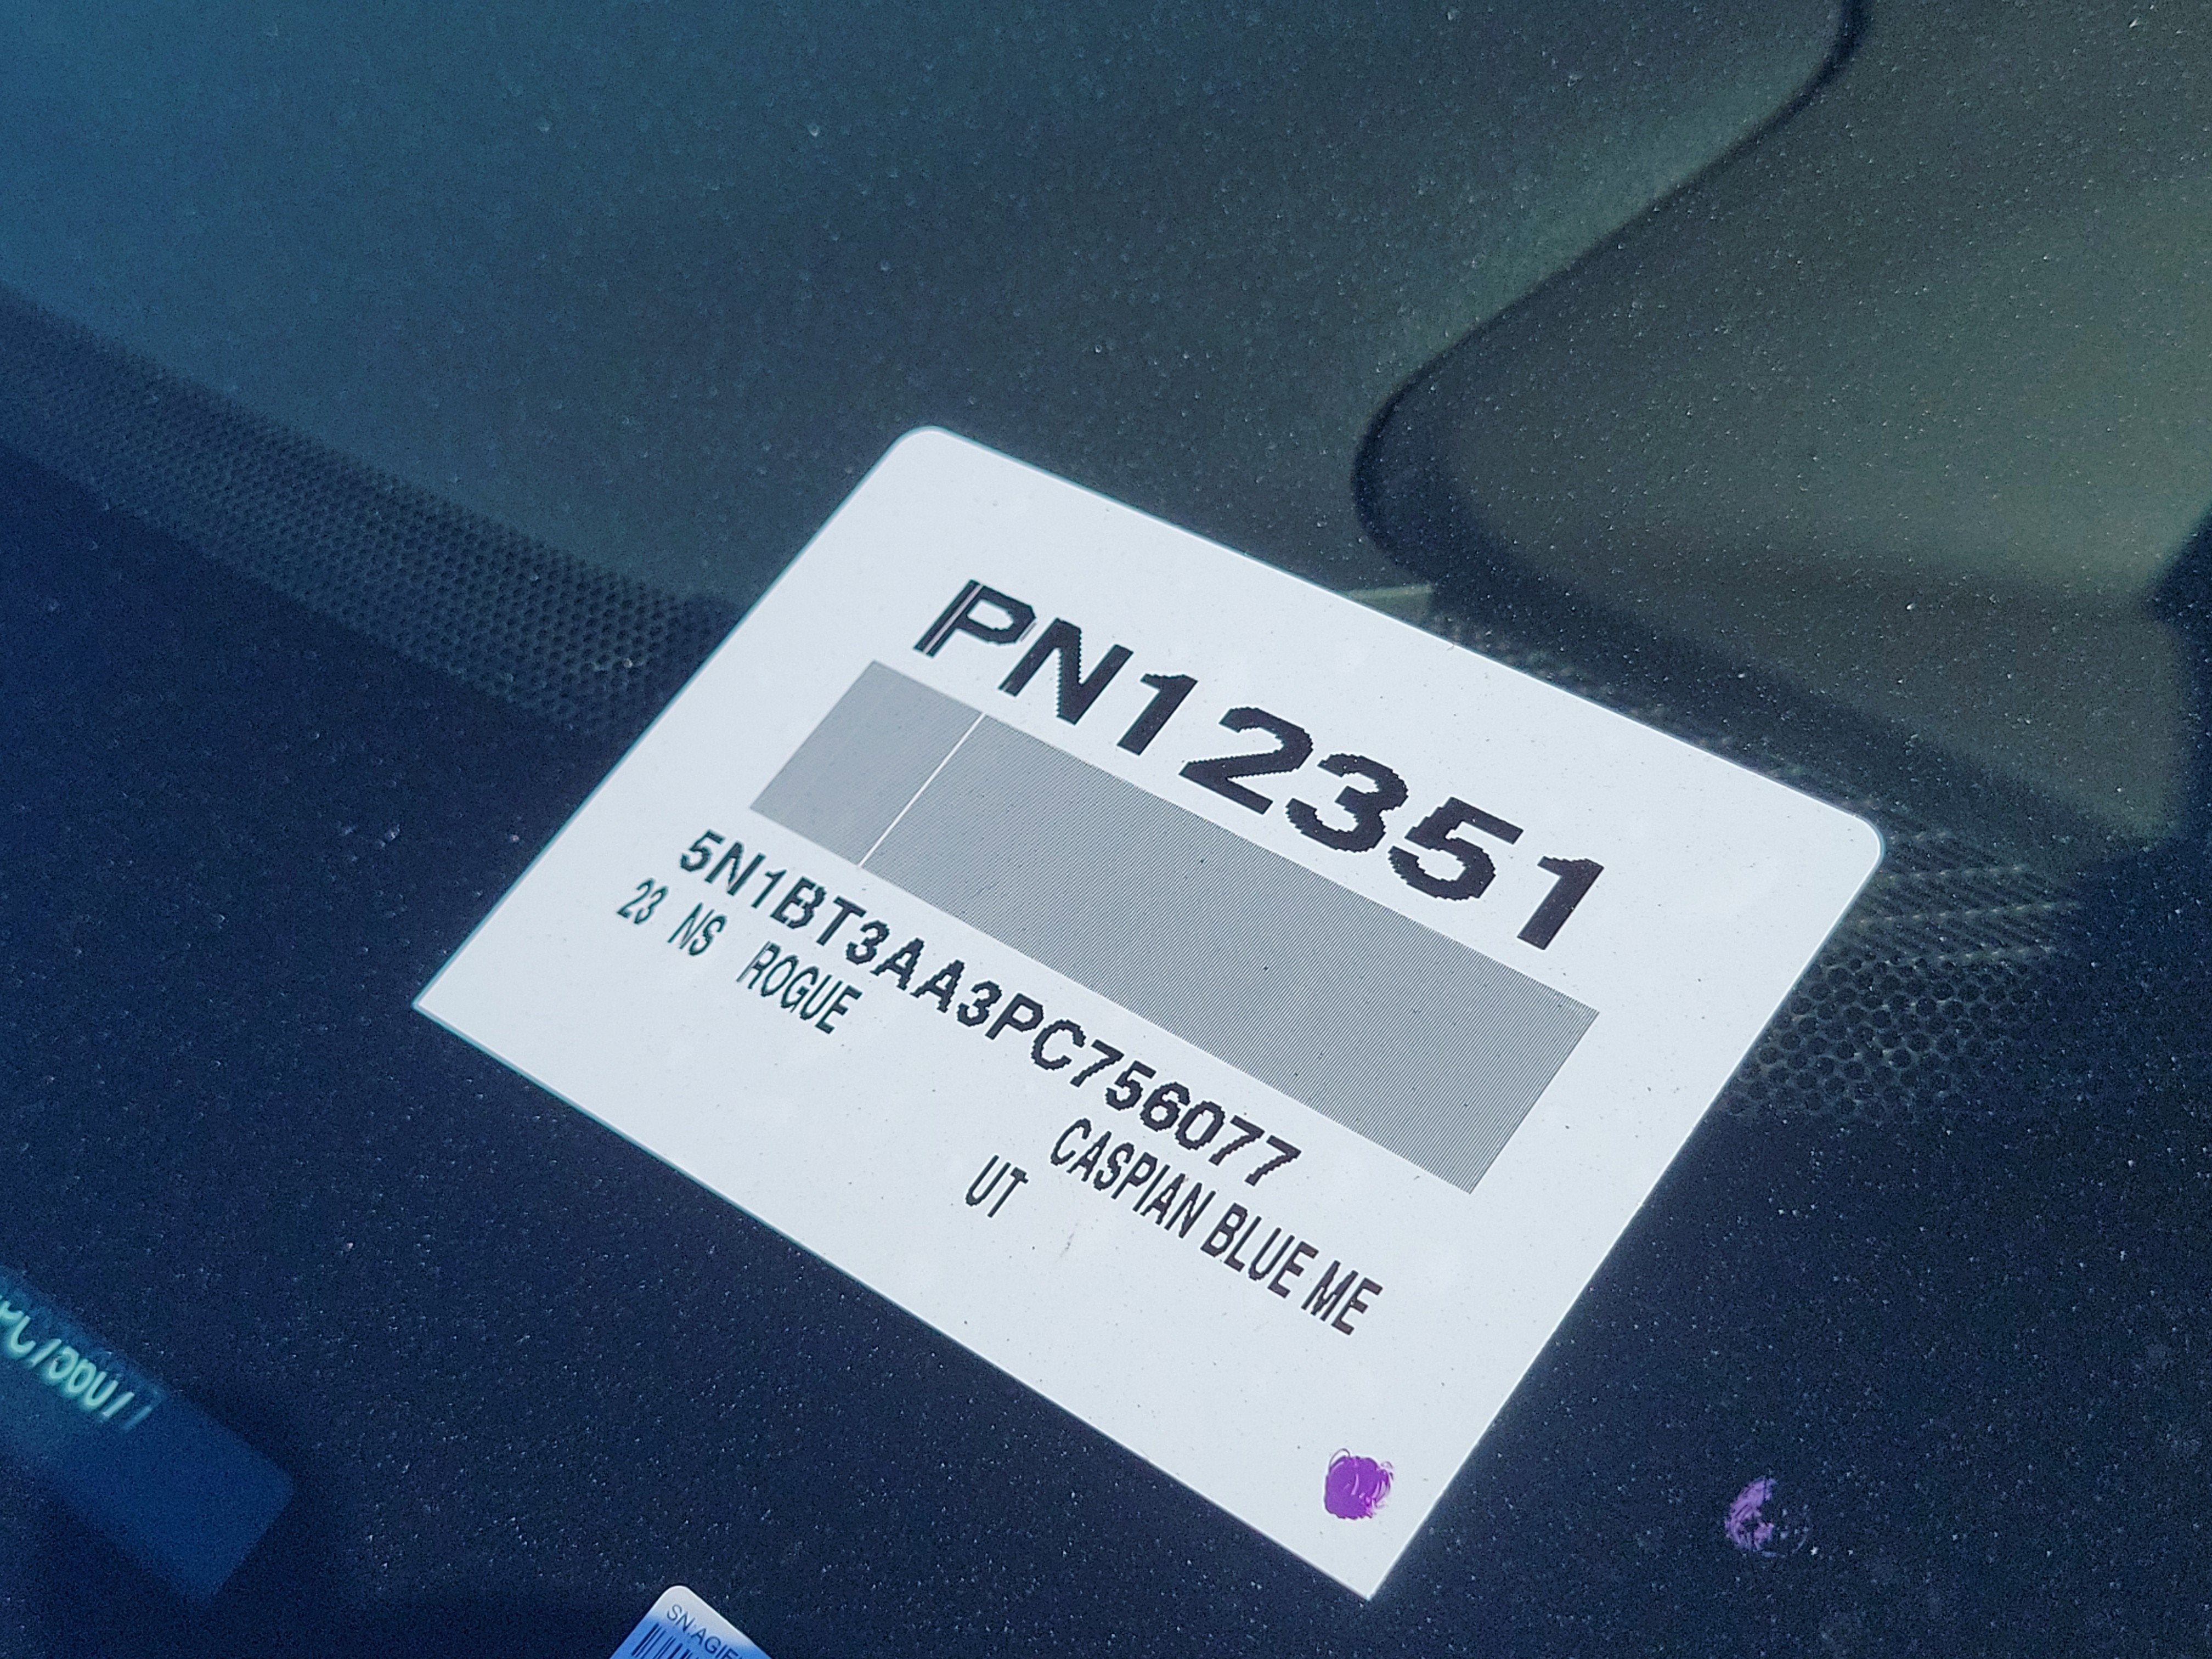 PN12351
5N1BT3AA3PC756077
23 NS ROGUE CASPIAN BLUE ME
UT